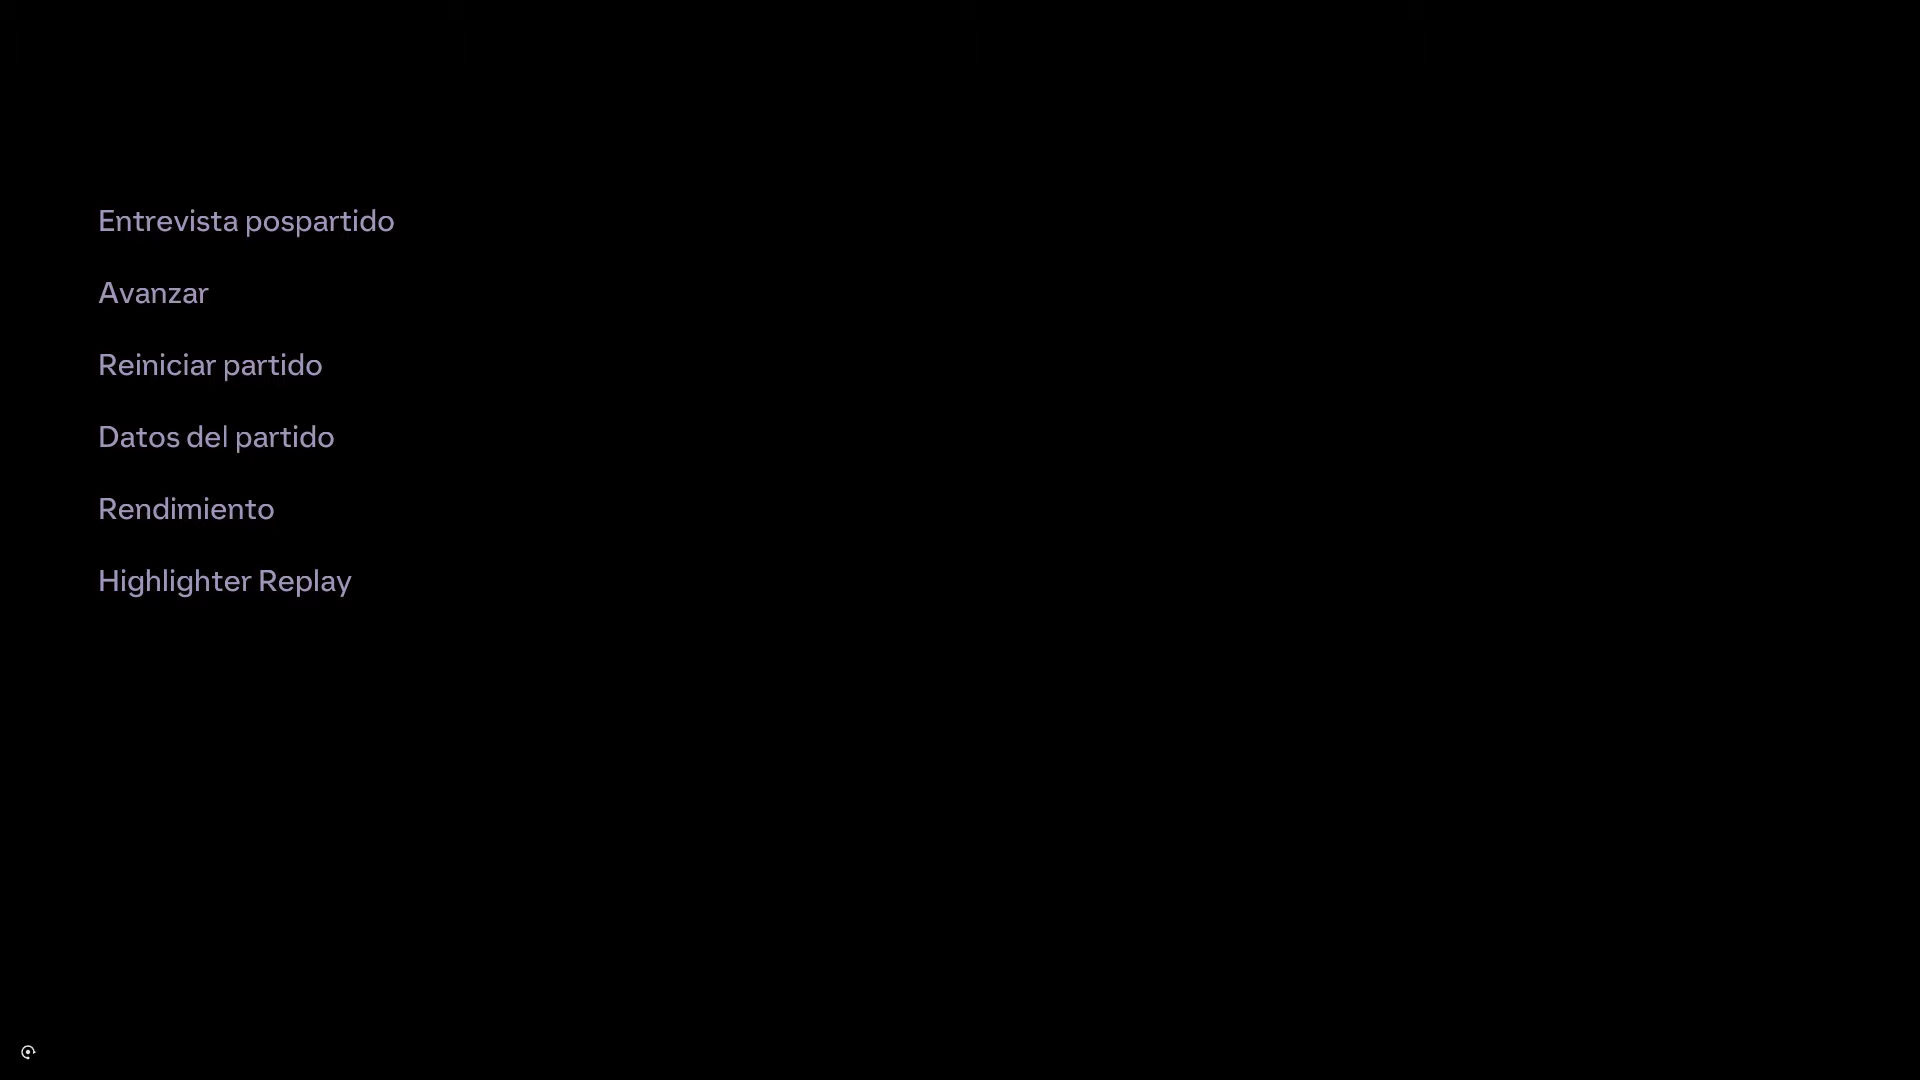 Entrevista pospartido
Avanzar
Reiniciar partido
Datos del partido
Rendimiento
Highlighter Replay